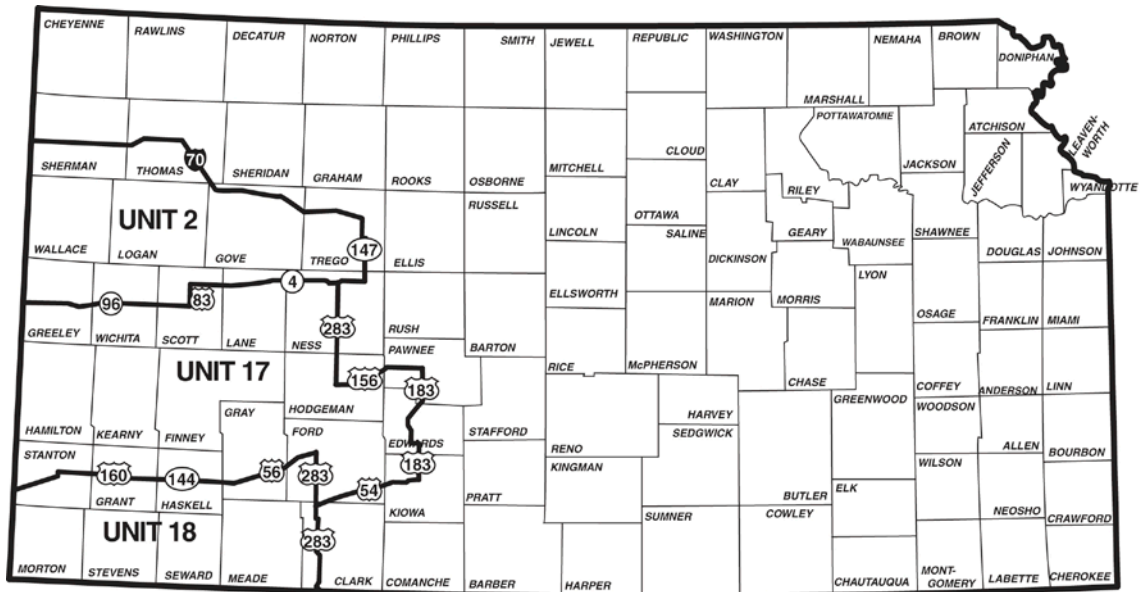 CHEYENNE
RAWLINS
DECATUR
NORTON
PHILLIPS
SMITH
JEWELL
REPUBLIC
WASHINGTON
MARSHALL
NEMAHA
BROWN
DONIPHAN
SHERMAN
THOMAS
70
SHERIDAN
GRAHAM
ROOKS
OSBORNE
MITCHELL
CLOUD
CLAY
RILEY
POTTAWATOMIE
JACKSON
ATCHISON
JEFFERSON
LEAVEN-
WORTH
WYANDOTTE
UNIT 2
WALLACE
LOGAN
GOVE
TREGO
147
ELLIS
RUSSELL
LINCOLN
OTTAWA
SALINE
DICKINSON
GEARY
WABAUNSEE
SHAWNEE
DOUGLAS
JOHNSON
96
83
4
283
GREELEY
WICHITA
SCOTT
LANE
NESS
RUSH
BARTON
ELLSWORTH
RICE
McPHERSON
MARION
MORRIS
CHASE
LYON
OSAGE
FRANKLIN
MIAMI
UNIT 17
156
PAWNEE
183
HAMILTON
KEARNY
FINNEY
GRAY
HODGEMAN
FORD
EDWARDS
STAFFORD
RENO
HARVEY
SEDGWICK
BUTLER
GREENWOOD
COFFEY
WOODSON
ANDERSON
LINN
ALLEN
BOURBON
STANTON
160
144
56
283
54
183
GRANT
HASKELL
KIOWA
PRATT
KINGMAN
ELK
WILSON
NEOSHO
CRAWFORD
UNIT 18
283
MORTON
STEVENS
SEWARD
MEADE
CLARK
COMANCHE
BARBER
HARPER
SUMNER
COWLEY
CHAUTAUQUA
MONT-
GOMERY
LABETTE
CHEROKEE